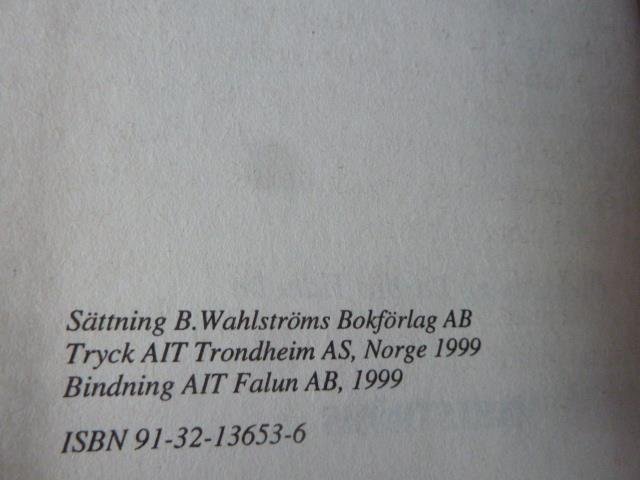 Sättning B.Wahlströms Bokförlag AB
Tryck AIT Trondheim AS, Norge 1999
Bindning AIT Falun AB, 1999
ISBN 91-32-13653-6